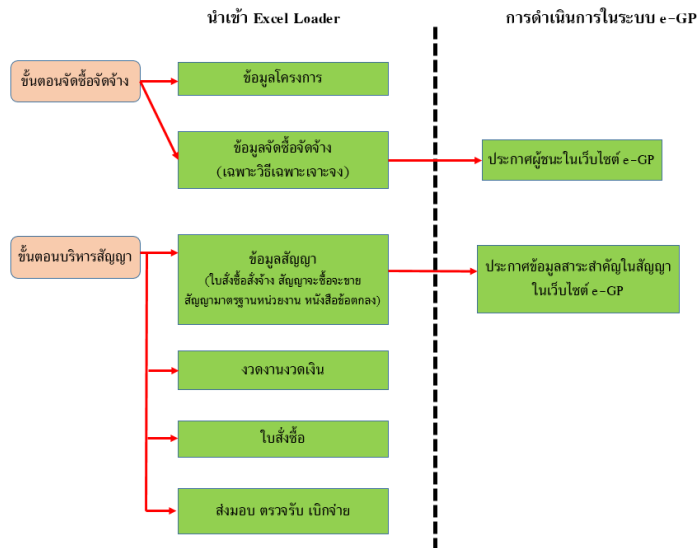 นำเข้า Excel Loader
การดำเนินการในระบบ e-GP
ขั้นตอนจัดซื้อจัดจ้าง
ข้อมูลโครงการ
ข้อมูลจัดซื้อจัดจ้าง
(เฉพาะวิธีเฉพาะเจาะจง)
ประกาศผู้ชนะในเว็บไซต์ e-GP
ขั้นตอนบริหารสัญญา
ข้อมูลสัญญา
(ใบสั่งซื้อสั่งจ้าง สัญญาจะซื้อจะขาย
สัญญามาตรฐานหน่วยงาน หนังสือข้อตกลง)
ประกาศข้อมูลสาระสำคัญในสัญญา
ในเว็บไซต์ e-GP
งวดงานงวดเงิน
ใบสั่งซื้อ
ส่งมอบ ตรวจรับ เบิกจ่าย